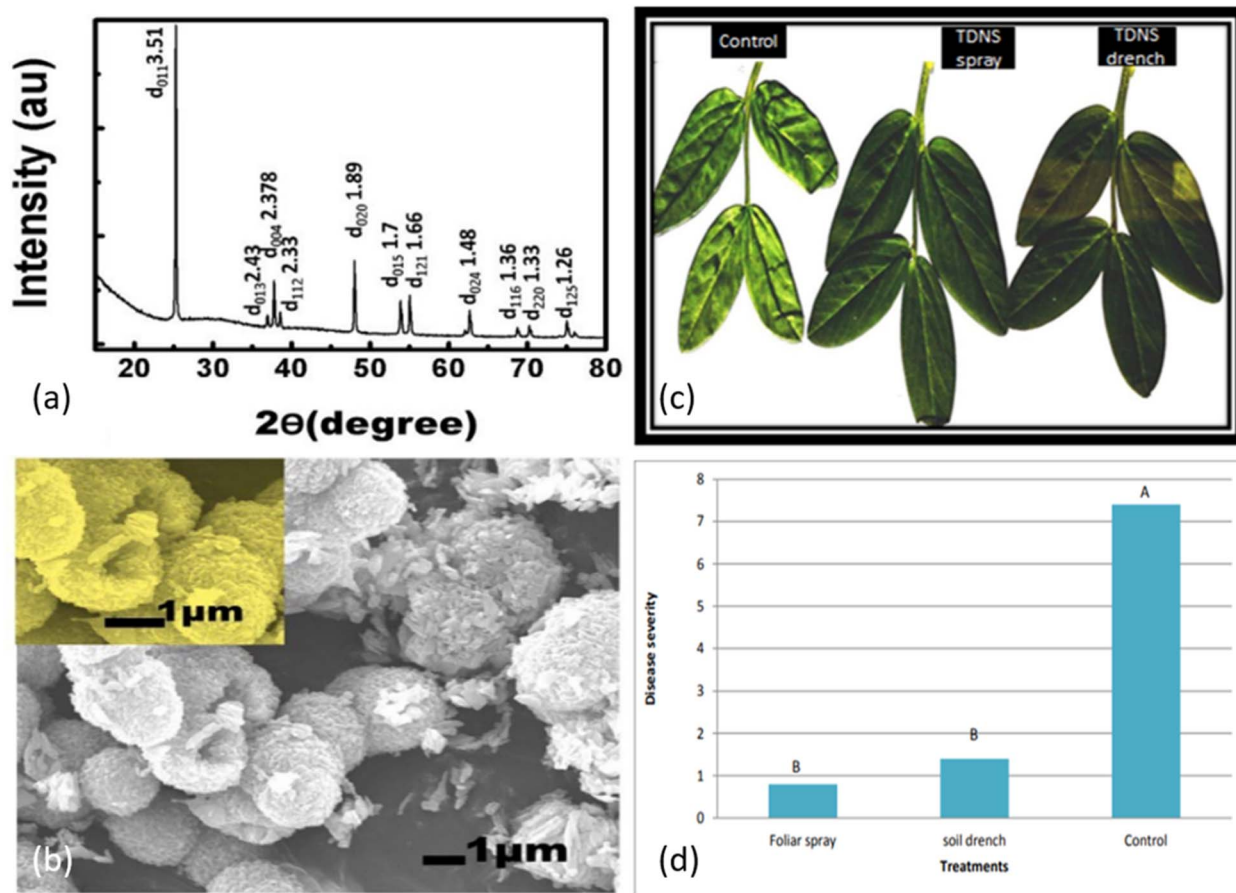 Intensity (au)
d011 3.51
d013 2.43
d004 2.378
d112 2.33
d020 1.89
d015 1.7
d121 1.66
d024 1.48
d116 1.36
d220 1.33
d125 1.26
20 30 40 50 60 70 80
2Θ(degree)
(a)
Control
TDNS
spray
TDNS
drench
(c)
1µm
1µm
(b)
8
7
6
5
4
3
2
1
0
Disease severity
B
B
A
Foliar spray soil drench Control
Treatments
(d)